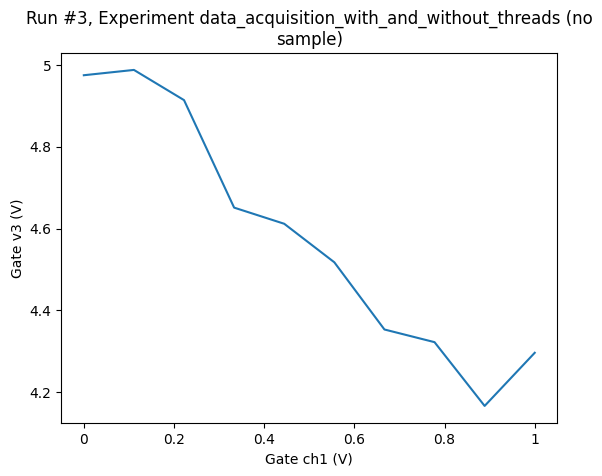 Run #3, Experiment data_acquisition_with_and_without_threads (no
sample)
5
4.8
4.6
4.4
4.2
Gate v3 (V)
0
0.2
0.4
0.6
0.8
1
Gate ch1 (V)